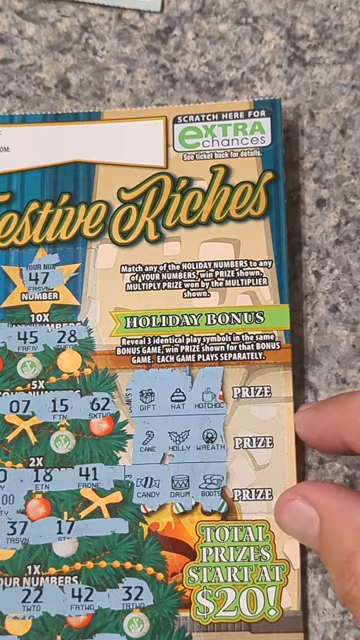 SCRATCH HERE FOR
EXTRA
chances
See ticket back for details.
OM:
estive Riches
YOUR NUM
47
FRSVN
NUMBER
Match any of the HOLIDAY NUMBERS to any
of YOUR NUMBERS, win PRIZE shown.
MULTIPLY PRIZE won by the MULTIPLIER
shown.
10X
45 28
HOLIDAY BONUS
Reveal 3 identical play symbols in the same
BONUS GAME, win PRIZE shown for that BONUS
GAME. EACH GAME PLAYS SEPARATELY.
5X
07 15 62
ETN SXTWO
GIFT HAT HOTCHOC
PRIZE
CANE HOLLY WREATH
PRIZE
2X
18 41
ETN FRONE
CANDY DRUM BOOTS
PRIZE
37 17
TRSVN
1X
OUR NUMBERS
22 42 32
TWTO FRTWO TRTWO
TOTAL
PRIZES
START AT
$20!